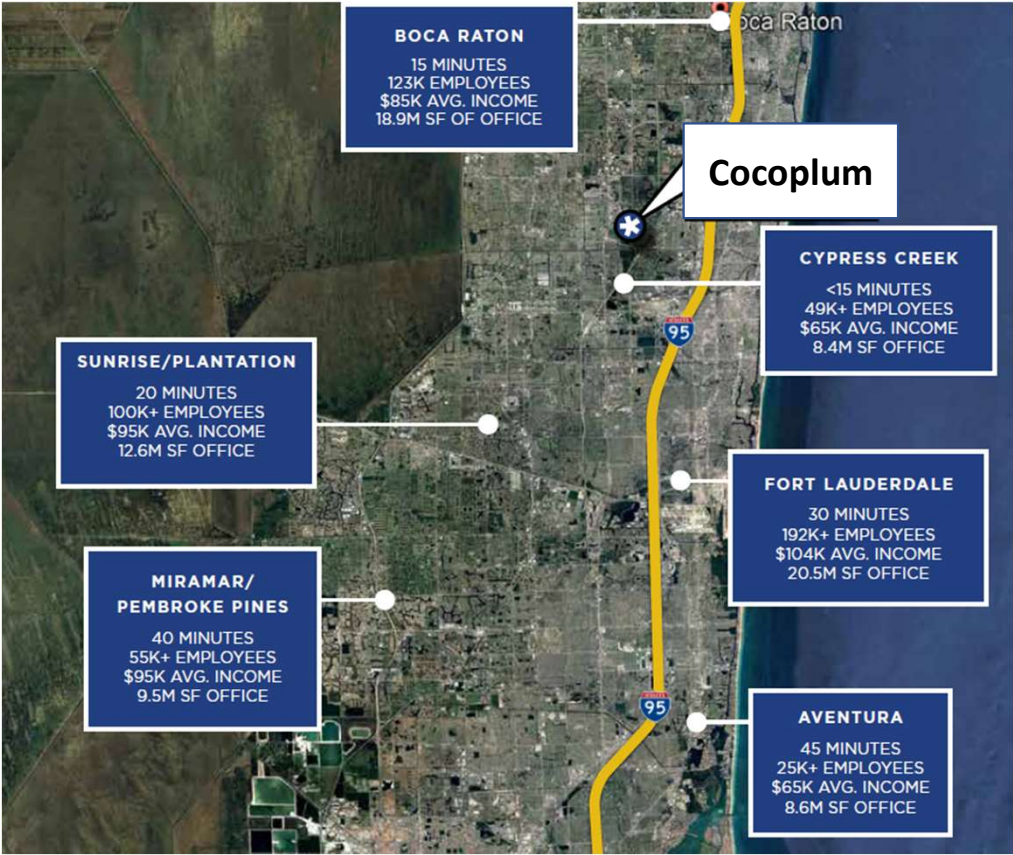 BOCA RATON
15 MINUTES
123K EMPLOYEES
$85K AVG. INCOME
18.9M SF OF OFFICE
oca Raton
Cocoplum
CYPRESS CREEK
<15 MINUTES
49K+ EMPLOYEES
$65K AVG. INCOME
8.4M SF OFFICE
95
SUNRISE/PLANTATION
20 MINUTES
100K+ EMPLOYEES
$95K AVG. INCOME
12.6M SF OFFICE
FORT LAUDERDALE
30 MINUTES
192K+ EMPLOYEES
$104K AVG. INCOME
20.5M SF OFFICE
MIRAMAR/
PEMBROKE PINES
40 MINUTES
55K+ EMPLOYEES
$95K AVG. INCOME
9.5M SF OFFICE
95
AVENTURA
45 MINUTES
25K+ EMPLOYEES
$65K AVG. INCOME
8.6M SF OFFICE